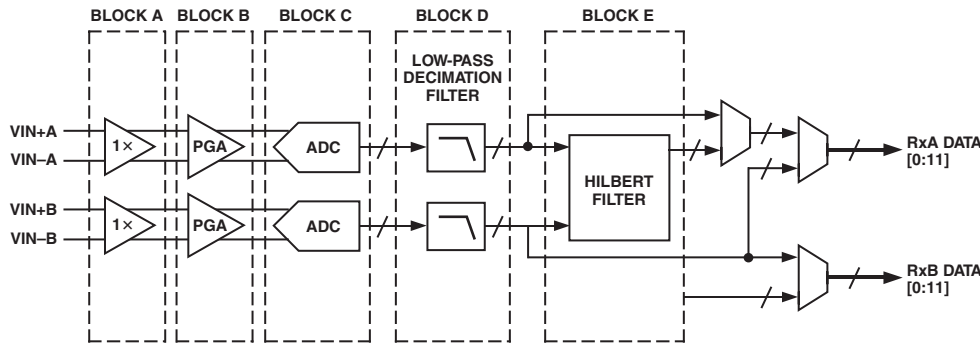 BLOCK A BLOCK B BLOCK C BLOCK D BLOCK E
LOW-PASS
DECIMATION
FILTER
VIN+A
VIN–A
1×
PGA
ADC
RxA DATA
[0:11]
HILBERT
FILTER
VIN+B
VIN–B
1×
PGA
ADC
RxB DATA
[0:11]